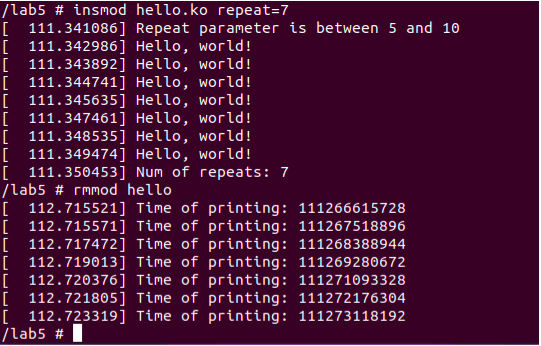 /lab5 # insmod hello.ko repeat=7
[  111.341086] Repeat parameter is between 5 and 10
[  111.342986] Hello, world!
[  111.343892] Hello, world!
[  111.344741] Hello, world!
[  111.345635] Hello, world!
[  111.347461] Hello, world!
[  111.348535] Hello, world!
[  111.349474] Hello, world!
[  111.350453] Num of repeats: 7
/lab5 # rmmod hello
[  112.715521] Time of printing: 111266615728
[  112.715571] Time of printing: 111267518896
[  112.717472] Time of printing: 111268388944
[  112.719013] Time of printing: 111269280672
[  112.720376] Time of printing: 111271093328
[  112.721805] Time of printing: 111272176304
[  112.723319] Time of printing: 111273118192
/lab5 #